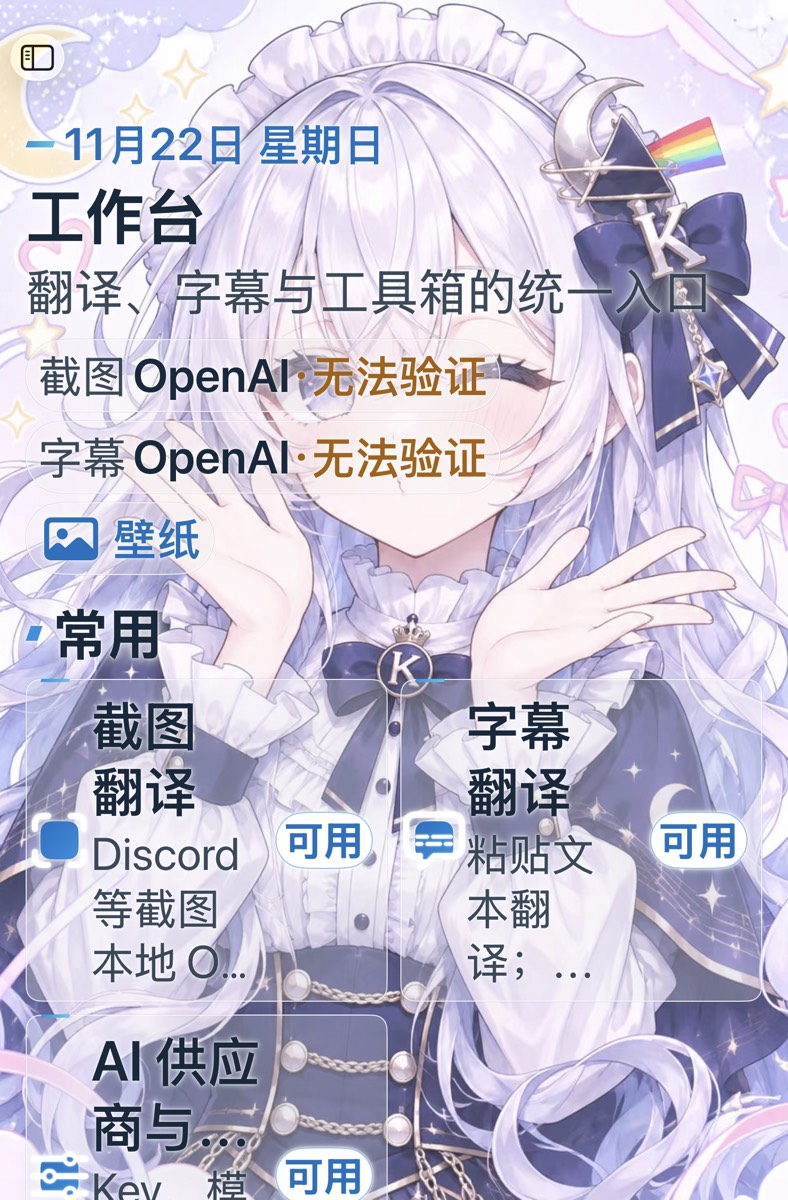 11月22日 星期日
工作台
翻译、字幕与工具箱的统一入口
截图 OpenAI·无法验证
字幕 OpenAI·无法验证
壁纸
常用
截图
翻译
Discord
等截图
本地 O…
可用
字幕
翻译
粘贴文
本翻
译；…
可用
AI 供应
商与…
Key、模
可用
K
K